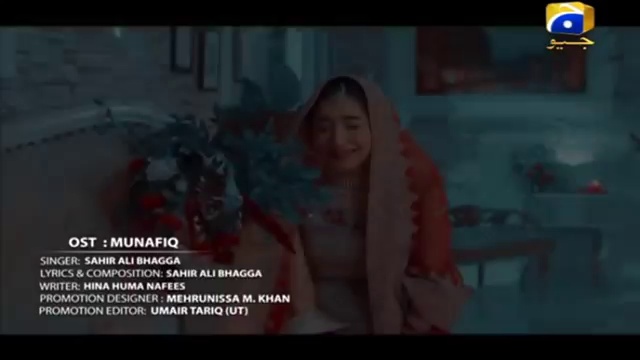 جیو
OST : MUNAFIQ
SINGER: SAHIR ALI BHAGGA
LYRICS & COMPOSITION: SAHIR ALI BHAGGA
WRITER: HINA HUMA NAFEES
PROMOTION DESIGNER : MEHRUNISSA M. KHAN
PROMOTION EDITOR: UMAIR TARIQ (UT)